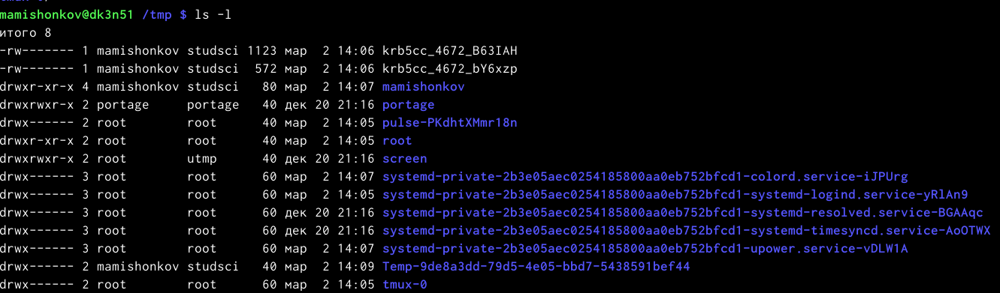 mamishonkov@dk3n51 /tmp $ ls -l
итого 8
-rw------- 1 mamishonkov studsci 1123 мар  2 14:06 krb5cc_4672_B63IAH
-rw------- 1 mamishonkov studsci  572 мар  2 14:06 krb5cc_4672_bY6xzp
drwxr-xr-x 4 mamishonkov studsci   80 мар  2 14:07 mamishonkov
drwxrwxr-x 2 portage     portage   40 дек 20 21:16 portage
drwx------ 2 root        root      40 мар  2 14:05 pulse-PKdhtXMmr18n
drwxr-xr-x 2 root        root      40 мар  2 14:05 root
drwxrwxr-x 2 root        utmp      40 дек 20 21:16 screen
drwx------ 3 root        root      60 мар  2 14:07 systemd-private-2b3e05aec0254185800aa0eb752bfcd1-colord.service-iJPUrg
drwx------ 3 root        root      60 мар  2 14:05 systemd-private-2b3e05aec0254185800aa0eb752bfcd1-systemd-logind.service-yRlAn9
drwx------ 3 root        root      60 дек 20 21:16 systemd-private-2b3e05aec0254185800aa0eb752bfcd1-systemd-resolved.service-BGAAqc
drwx------ 3 root        root      60 дек 20 21:16 systemd-private-2b3e05aec0254185800aa0eb752bfcd1-systemd-timesyncd.service-AoOTWX
drwx------ 3 root        root      60 мар  2 14:07 systemd-private-2b3e05aec0254185800aa0eb752bfcd1-upower.service-vDLW1A
drwx------ 2 mamishonkov studsci   40 мар  2 14:09 Temp-9de8a3dd-79d5-4e05-bbd7-5438591bef44
drwx------ 2 root        root      60 мар  2 14:05 tmux-0